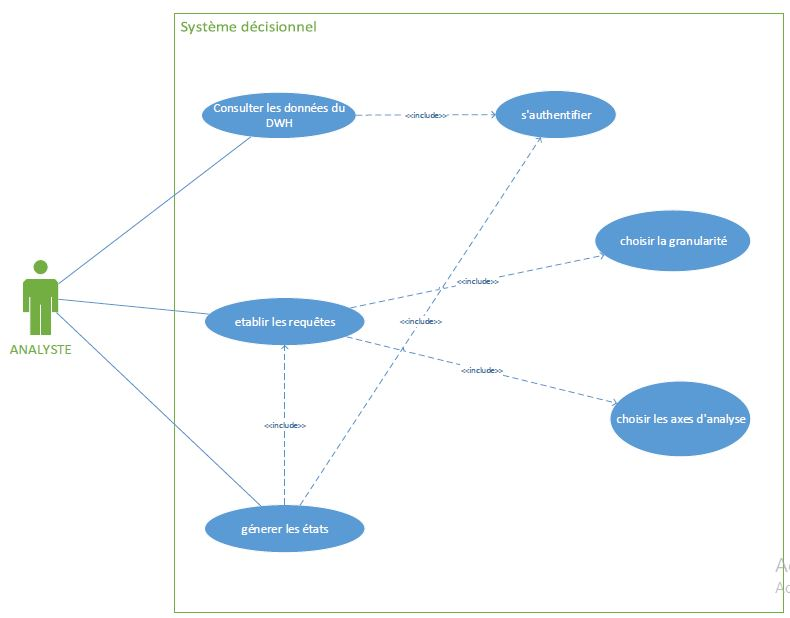 Système décisionnel
Consulter les données du
DWH
<<include>>
s'authentifier
choisir la granularité
<<include>>
etablir les requêtes
<<include>>
ANALYSTE
<<include>>
choisir les axes d'analyse
<<include>>
génerer les états